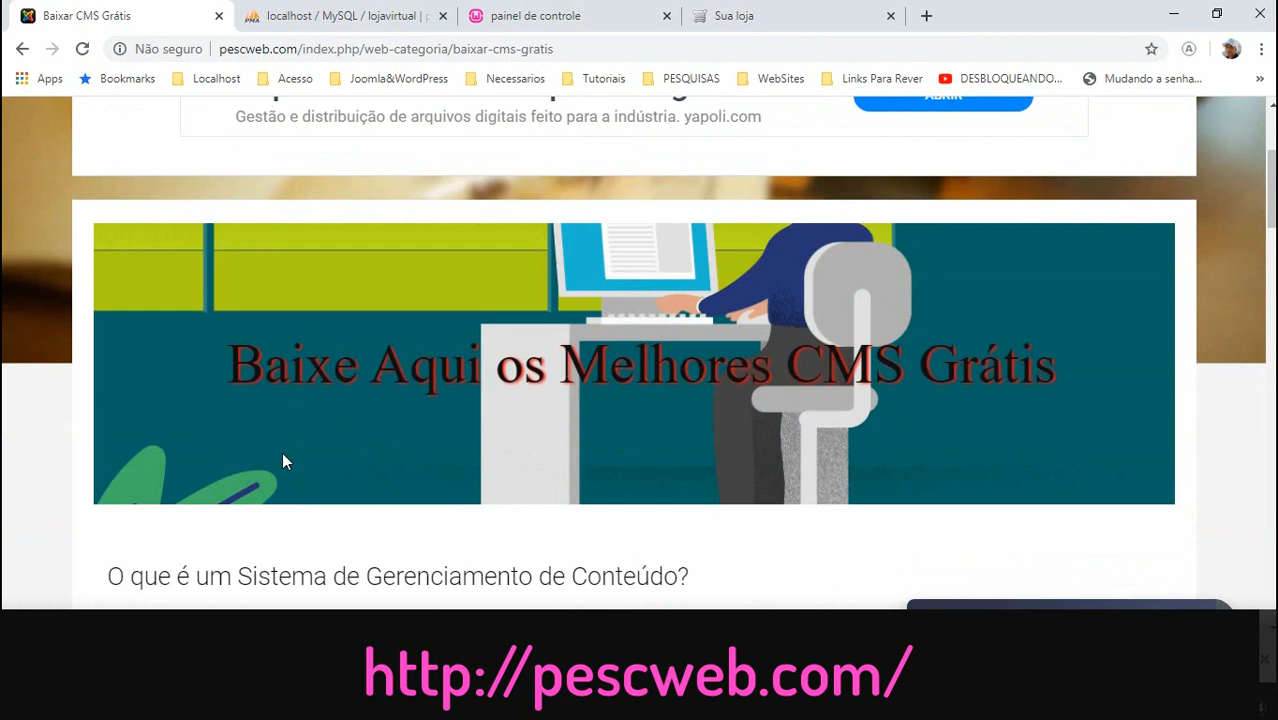 Baixar CMS Grátis
localhost / MySQL / lojavirtual |
painel de controle
Sua loja
Não seguro
pescweb.com/index.php/web-categoria/baixar-cms-gratis
Apps
Bookmarks
Localhost
Acesso
Joomla&WordPress
Necessarios
Tutoriais
PESQUISAS
WebSites
Links Para Rever
DESBLOQUEANDO...
Mudando a senha...
»
ABRIR
Gestão e distribuição de arquivos digitais feito para a indústria. yapoli.com
Baixe Aqui os Melhores CMS Grátis
O que é um Sistema de Gerenciamento de Conteúdo?
http://pescweb.com/